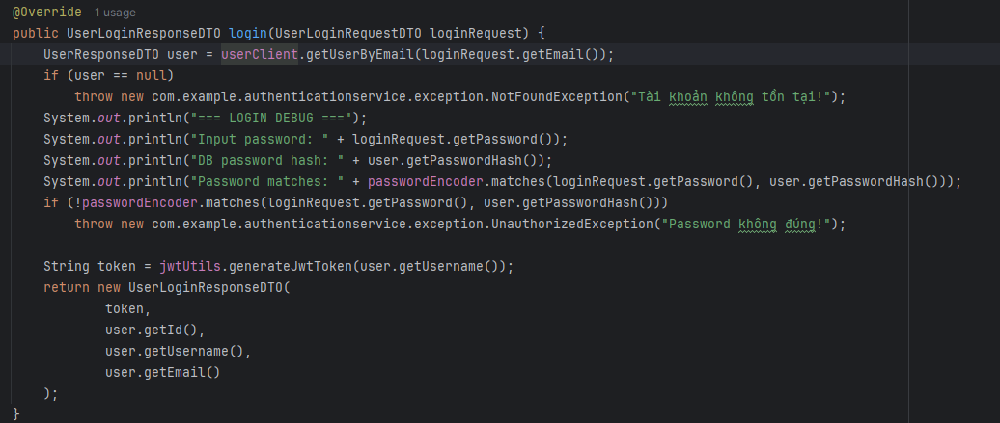 @Override 1 usage
public UserLoginResponseDTO login(UserLoginRequestDTO loginRequest) {
UserResponseDTO user = userClient.getUserByEmail(loginRequest.getEmail());
if (user == null)
throw new com.example.authenticationservice.exception.NotFoundException("Tài khoản không tồn tại!");
System.out.println("=== LOGIN DEBUG ===");
System.out.println("Input password: " + loginRequest.getPassword());
System.out.println("DB password hash: " + user.getPasswordHash());
System.out.println("Password matches: " + passwordEncoder.matches(loginRequest.getPassword(), user.getPasswordHash()));
if (!passwordEncoder.matches(loginRequest.getPassword(), user.getPasswordHash()))
throw new com.example.authenticationservice.exception.UnauthorizedException("Password không đúng!");
String token = jwtUtils.generateJwtToken(user.getUsername());
return new UserLoginResponseDTO(
token,
user.getId(),
user.getUsername(),
user.getEmail()
);
}